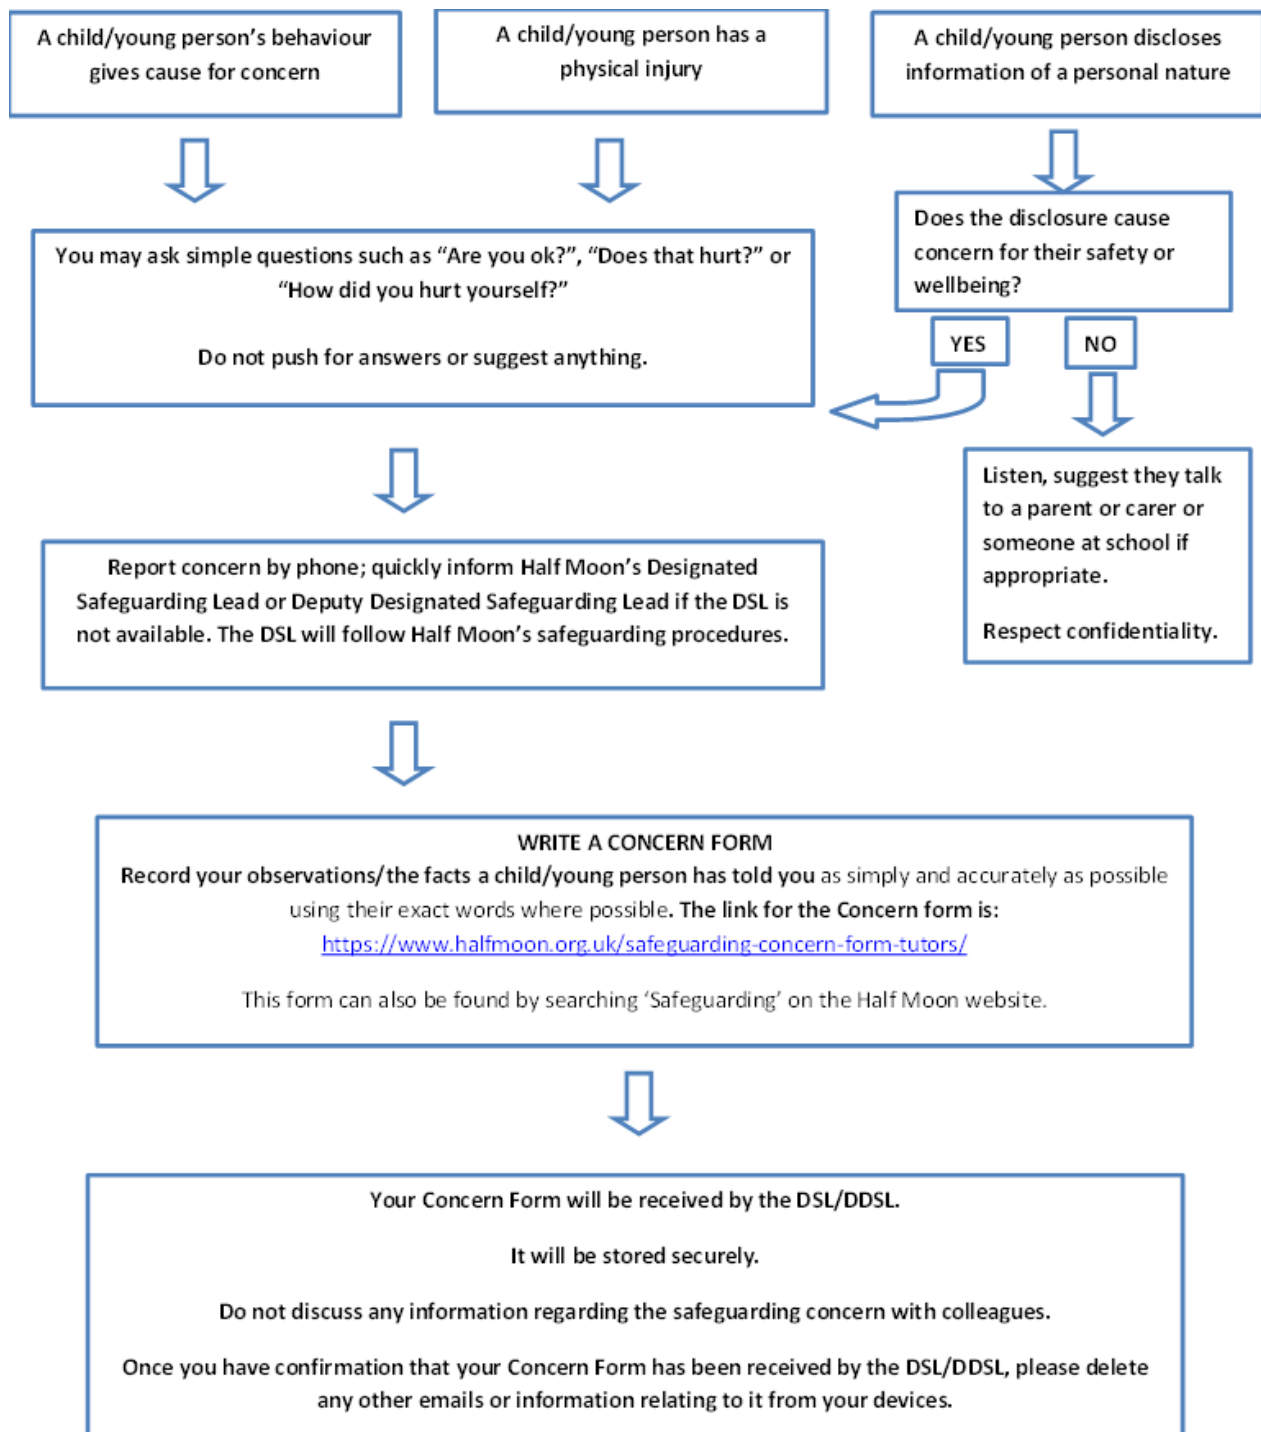 A child/young person’s behaviour
gives cause for concern
A child/young person has a
physical injury
A child/young person discloses
information of a personal nature
Does the disclosure cause
concern for their safety or
wellbeing?
YES
NO
You may ask simple questions such as “Are you ok?”, “Does that hurt?” or
“How did you hurt yourself?”
Do not push for answers or suggest anything.
Listen, suggest they talk
to a parent or carer or
someone at school if
appropriate.
Respect confidentiality.
Report concern by phone; quickly inform Half Moon’s Designated
Safeguarding Lead or Deputy Designated Safeguarding Lead if the DSL is
not available. The DSL will follow Half Moon’s safeguarding procedures.
WRITE A CONCERN FORM
Record your observations/the facts a child/young person has told you as simply and accurately as possible
using their exact words where possible. The link for the Concern form is:
https://www.halfmoon.org.uk/safeguarding-concern-form-tutors/
This form can also be found by searching ‘Safeguarding’ on the Half Moon website.
Your Concern Form will be received by the DSL/DDSL.
It will be stored securely.
Do not discuss any information regarding the safeguarding concern with colleagues.
Once you have confirmation that your Concern Form has been received by the DSL/DDSL, please delete
any other emails or information relating to it from your devices.